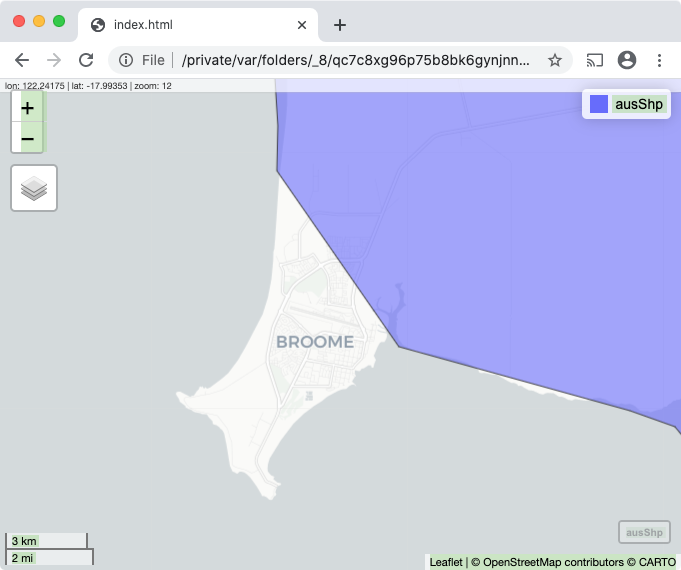 index.html
File
/private/var/folders/_8/qc7c8xg96p75b8bk6gynjnn...
lon: 122.24175 | lat: -17.99353 | zoom: 12
+
−
ausShp
BROOME
ausShp
3 km
2 mi
Leaflet | © OpenStreetMap contributors © CARTO